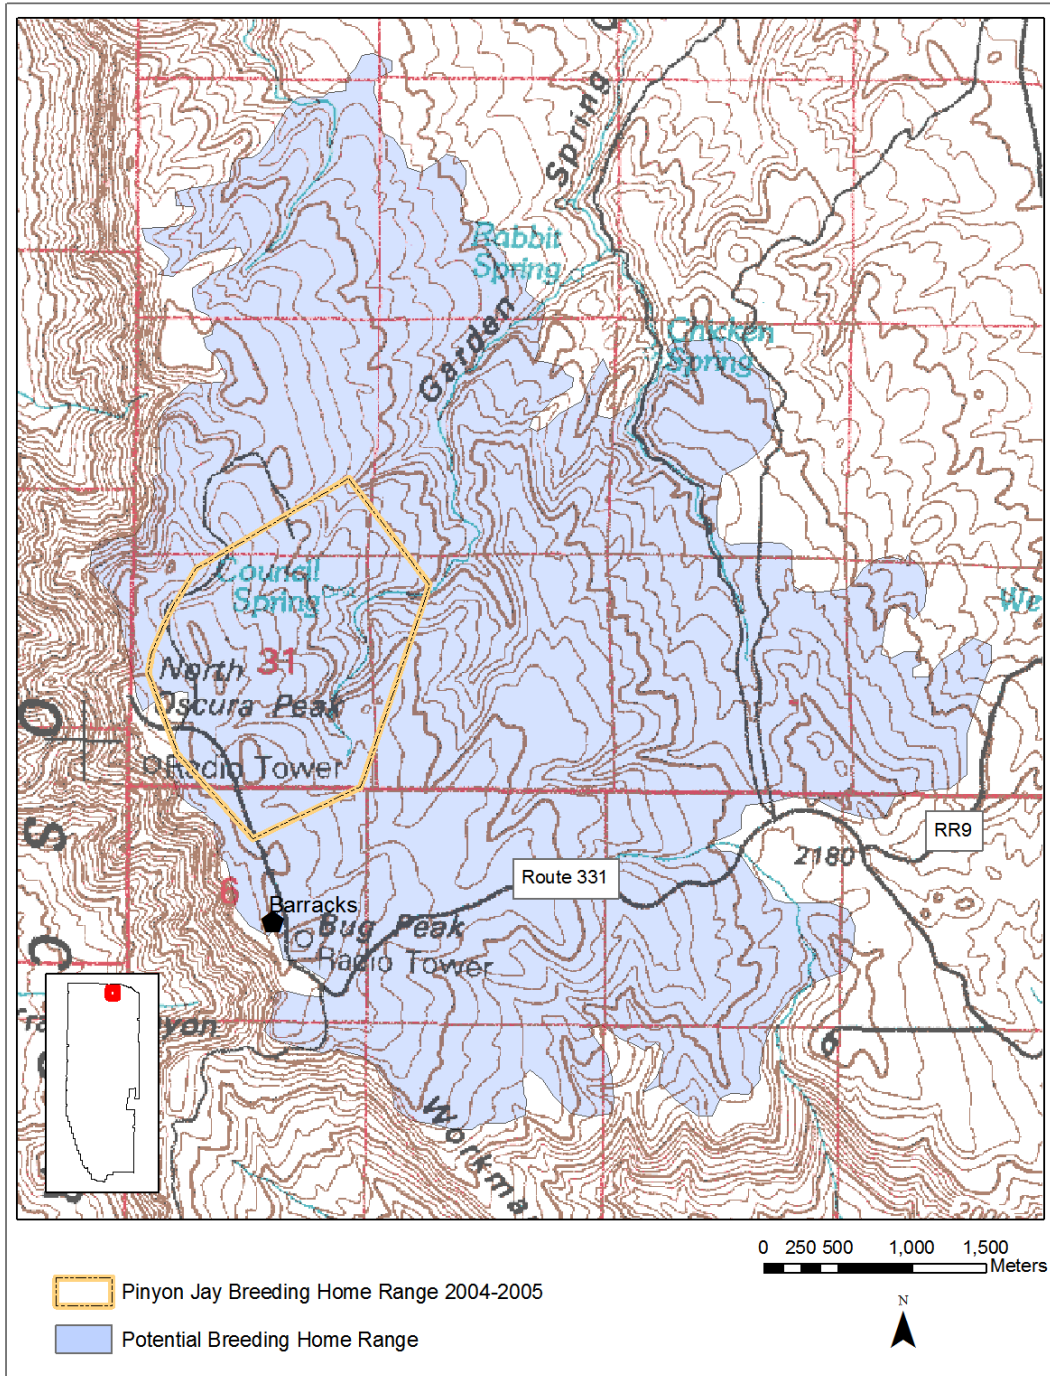 Spring
Rabbit
Spring
Garden
Chicken
Spring
Council
Spring
We
31
North
Oscura Peak
O
Radio Tower
S
RR9
2180
Route 331
6
Barracks
Bug Peak
Radio Tower
C
yon
Workma
0 250 500 1,000 1,500
Meters
Pinyon Jay Breeding Home Range 2004-2005
Potential Breeding Home Range
N